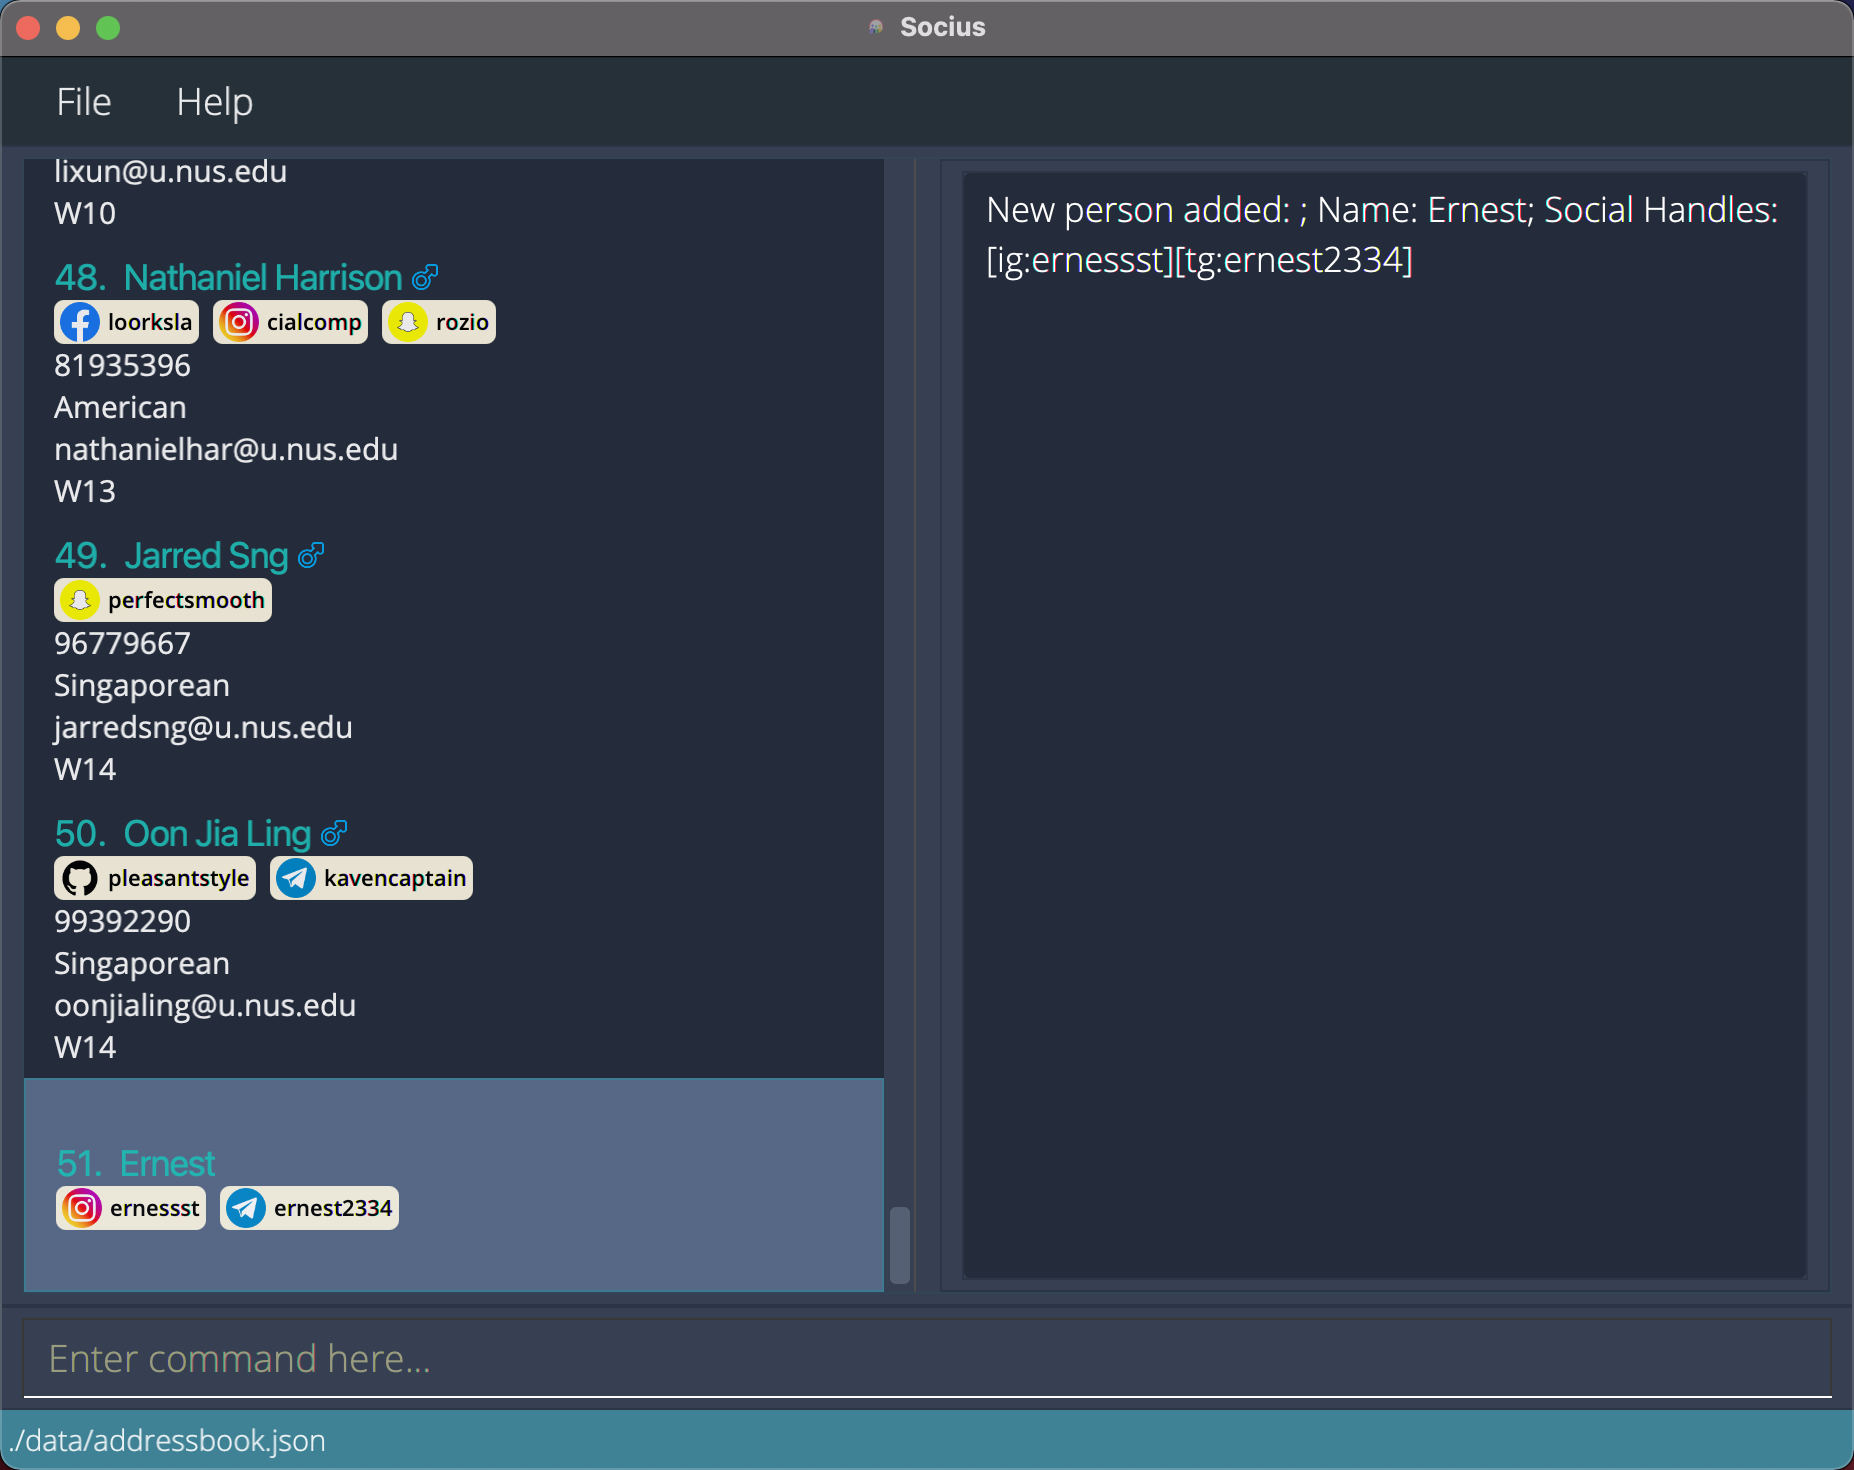 Socius
File Help
lixun@u.nus.edu
W10
48. Nathaniel Harrison
loorksla cialcomp rozio
81935396
American
nathanielhar@u.nus.edu
W13
49. Jarred Sng
perfectsmooth
96779667
Singaporean
jarredsng@u.nus.edu
W14
50. Oon Jia Ling
pleasantstyle kavencaptain
99392290
Singaporean
oonjialing@u.nus.edu
W14
51. Ernest
ernessst ernest2334
New person added: ; Name: Ernest; Social Handles:
[ig:ernessst][tg:ernest2334]
Enter command here...
./data/addressbook.json